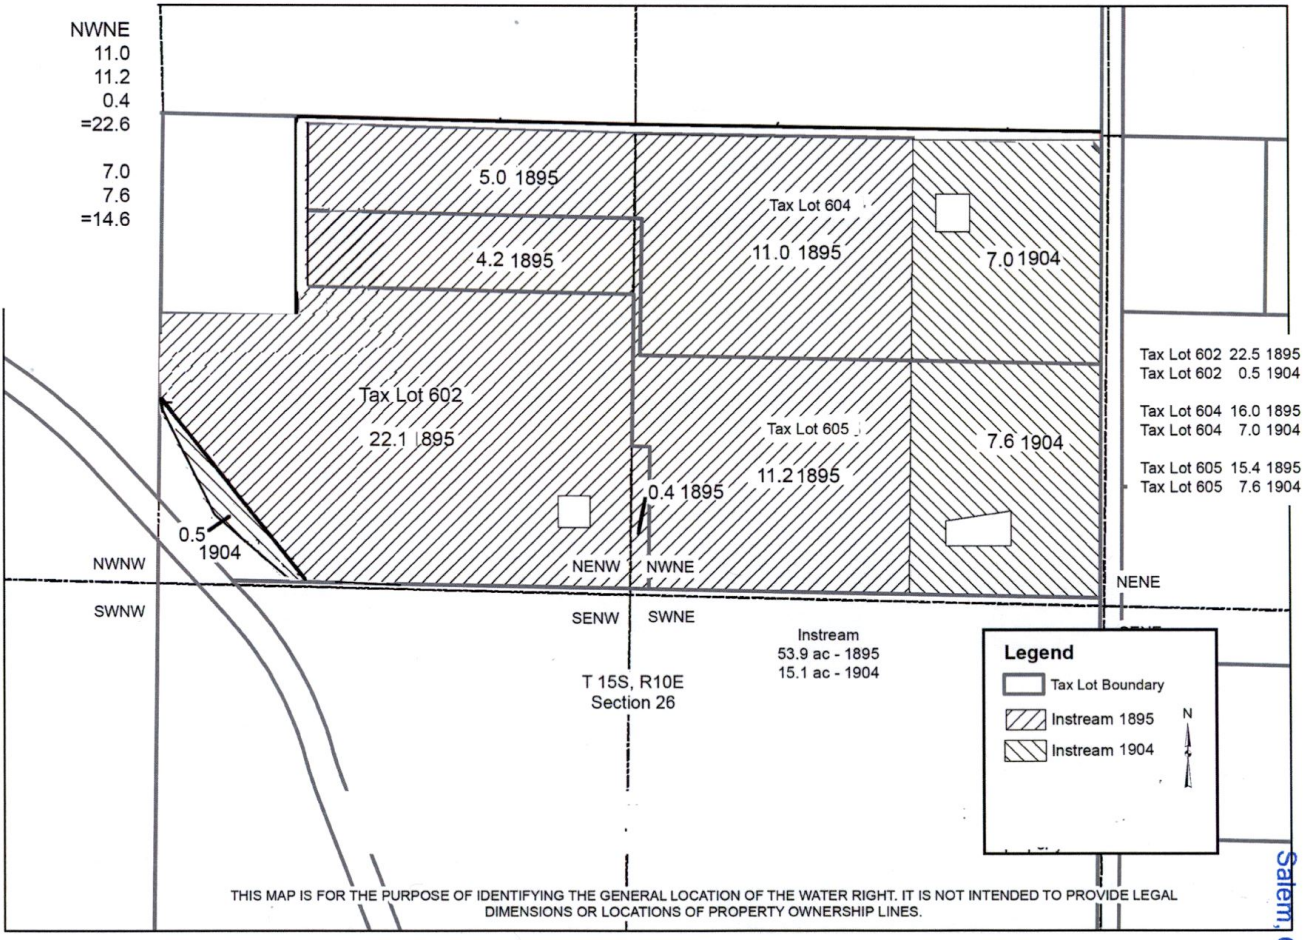 NWNE
11.0
11.2
0.4
=22.6
7.0
7.6
=14.6
5.0 1895
4.2 1895
Tax Lot 604
11.0 1895
7.0 1904
Tax Lot 602
22.1 1895
Tax Lot 605
11.2 1895
7.6 1904
0.4 1895
0.5
1904
Tax Lot 602 22.5 1895
Tax Lot 602 0.5 1904
Tax Lot 604 16.0 1895
Tax Lot 604 7.0 1904
Tax Lot 605 15.4 1895
Tax Lot 605 7.6 1904
NWNW
NENW
NWNE
NENE
SWNW
SENW
SWNE
Instream
53.9 ac - 1895
15.1 ac - 1904
T 15S, R10E
Section 26
Legend
Tax Lot Boundary
Instream 1895
Instream 1904
N
THIS MAP IS FOR THE PURPOSE OF IDENTIFYING THE GENERAL LOCATION OF THE WATER RIGHT. IT IS NOT INTENDED TO PROVIDE LEGAL
DIMENSIONS OR LOCATIONS OF PROPERTY OWNERSHIP LINES.
Salem,